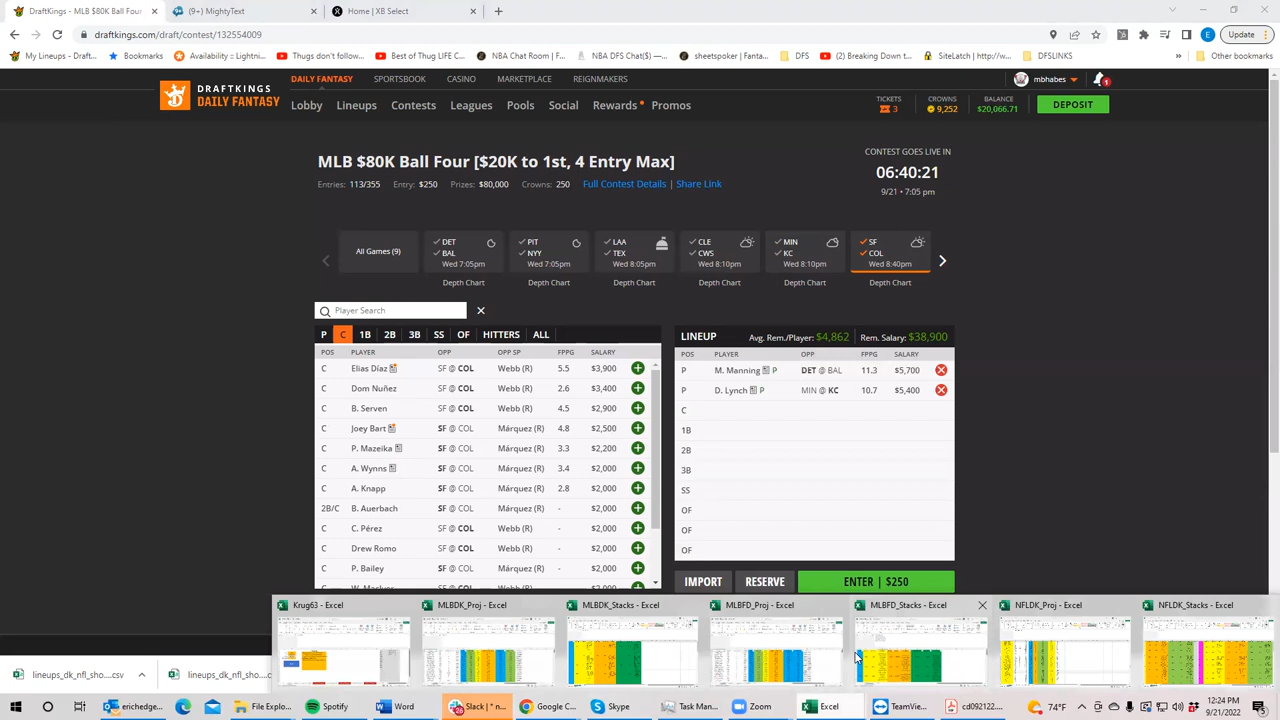 DraftKings - MLB $80K Ball Four ×
(9+) MightyText ×
Home | XB Select ×
draftkings.com/draft/contest/132554009
Update
My Lineups - Draft...
Bookmarks
Availability :: Lightni...
Thugs don't follow...
Best of Thug LIFE C...
NBA Chat Room | F...
NBA DFS Chat($) —...
sheetspoker | Fanta...
DFS
(2) Breaking Down t...
SiteLatch | http://w...
DFSLINKS
»
Other bookmarks
DAILY FANTASY SPORTSBOOK CASINO MARKETPLACE REIGNMAKERS
mbhabes
1
DRAFTKINGS
DAILY FANTASY
Lobby Lineups Contests Leagues Pools Social Rewards Promos
TICKETS CROWNS BALANCE
3 9,252 $20,066.71
DEPOSIT
MLB $80K Ball Four [$20K to 1st, 4 Entry Max]
Entries: 113/355 Entry: $250 Prizes: $80,000 Crowns: 250 Full Contest Details | Share Link
CONTEST GOES LIVE IN
06:40:21
9/21 • 7:05 pm
All Games (9)
DET
BAL
Wed 7:05pm
Depth Chart
PIT
NYY
Wed 7:05pm
Depth Chart
LAA
TEX
Wed 8:05pm
Depth Chart
CLE
CWS
Wed 8:10pm
Depth Chart
MIN
KC
Wed 8:10pm
Depth Chart
SF
COL
Wed 8:40pm
Depth Chart
Player Search
P C 1B 2B 3B SS OF HITTERS ALL
POS PLAYER OPP OPP SP FPPG SALARY
C Elias Díaz SF @ COL Webb (R) 5.5 $3,900
C Dom Nuñez SF @ COL Webb (R) 2.6 $3,400
C B. Serven SF @ COL Webb (R) 4.5 $2,900
C Joey Bart SF @ COL Márquez (R) 4.8 $2,500
C P. Mazeika SF @ COL Márquez (R) 3.3 $2,200
C A. Wynns SF @ COL Márquez (R) 3.4 $2,000
C A. Knapp SF @ COL Márquez (R) 2.8 $2,000
2B/C B. Auerbach SF @ COL Márquez (R) - $2,000
C C. Pérez SF @ COL Webb (R) - $2,000
C Drew Romo SF @ COL Webb (R) - $2,000
C P. Bailey SF @ COL Márquez (R) - $2,000
LINEUP Avg. Rem./Player: $4,862 Rem. Salary: $38,900
POS PLAYER OPP FPPG SALARY
P M. Manning P DET @ BAL 11.3 $5,700
P D. Lynch P MIN @ KC 10.7 $5,400
C
1B
2B
3B
SS
OF
OF
OF
IMPORT RESERVE ENTER | $250
Krug63 - Excel
MLBDK_Proj - Excel
MLBDK_Stacks - Excel
MLBFD_Proj - Excel
MLBFD_Stacks - Excel
NFLDK_Proj - Excel
NFLDK_Stacks - Excel
lineups_dk_nfl_sho....csv
lineups_dk_nfl_sho....csv
erichedge...
File Explo...
Spotify
Word
Slack | * n...
Google C...
Skype
Task Man...
Zoom
Excel
TeamVie...
cd092122...
74°F
12:24 PM
9/21/2022